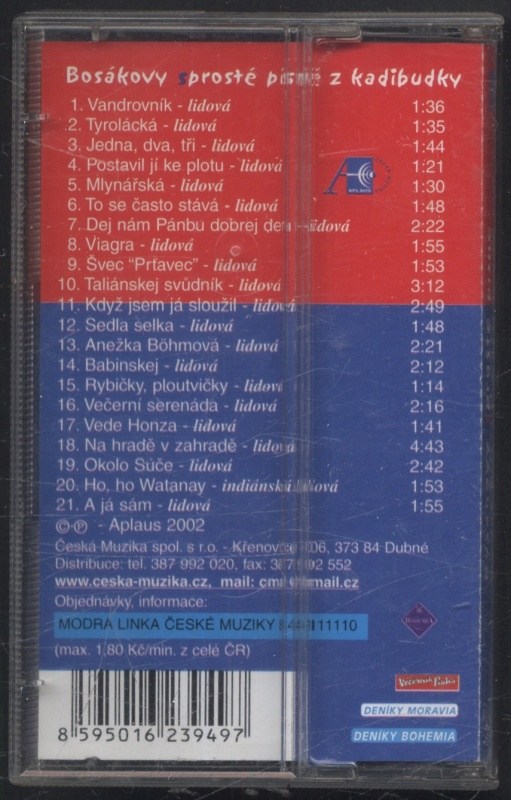 Bosákovy sprosté písně z kadibudky
1. Vandrovník - lidová 1:36
2. Tyrolácká - lidová 1:35
3. Jedna, dva, tři - lidová 1:44
4. Postavil jí ke plotu - lidová 1:21
5. Mlynářská - lidová 1:30
6. To se často stává - lidová 1:48
7. Dej nám Pánbu dobrej den - lidová 2:22
8. Viagra - lidová 1:55
9. Švec "Prťavec" - lidová 1:53
10. Taliánskej svůdník - lidová 3:12
11. Když jsem já sloužil - lidová 2:49
12. Sedla selka - lidová 1:48
13. Anežka Böhmová - lidová 2:21
14. Babinskej - lidová 2:12
15. Rybičky, ploutvičky - lidová 1:14
16. Večerní serenáda - lidová 2:16
17. Vede Honza - lidová 1:41
18. Na hradě v zahradě - lidová 4:43
19. Okolo Súče - lidová 2:42
20. Ho, ho Watanay - indiánská lidová 1:53
21. A já sám - lidová 1:55
© ℗ - Aplaus 2002
Česká Muzika spol. s r.o. - Křenovice 373 84 Dubné
Distribuce: tel. 387 992 020, fax: 387 992 552
www.ceska-muzika.cz, mail:
Objednávky, informace:
MODRA LINKA ČESKÉ MUZIKY 11110
(max. 1,80 Kč/min. z celé ČR)
Večerník Praha
DENÍKY MORAVIA
DENÍKY BOHEMIA
8 595016 239497